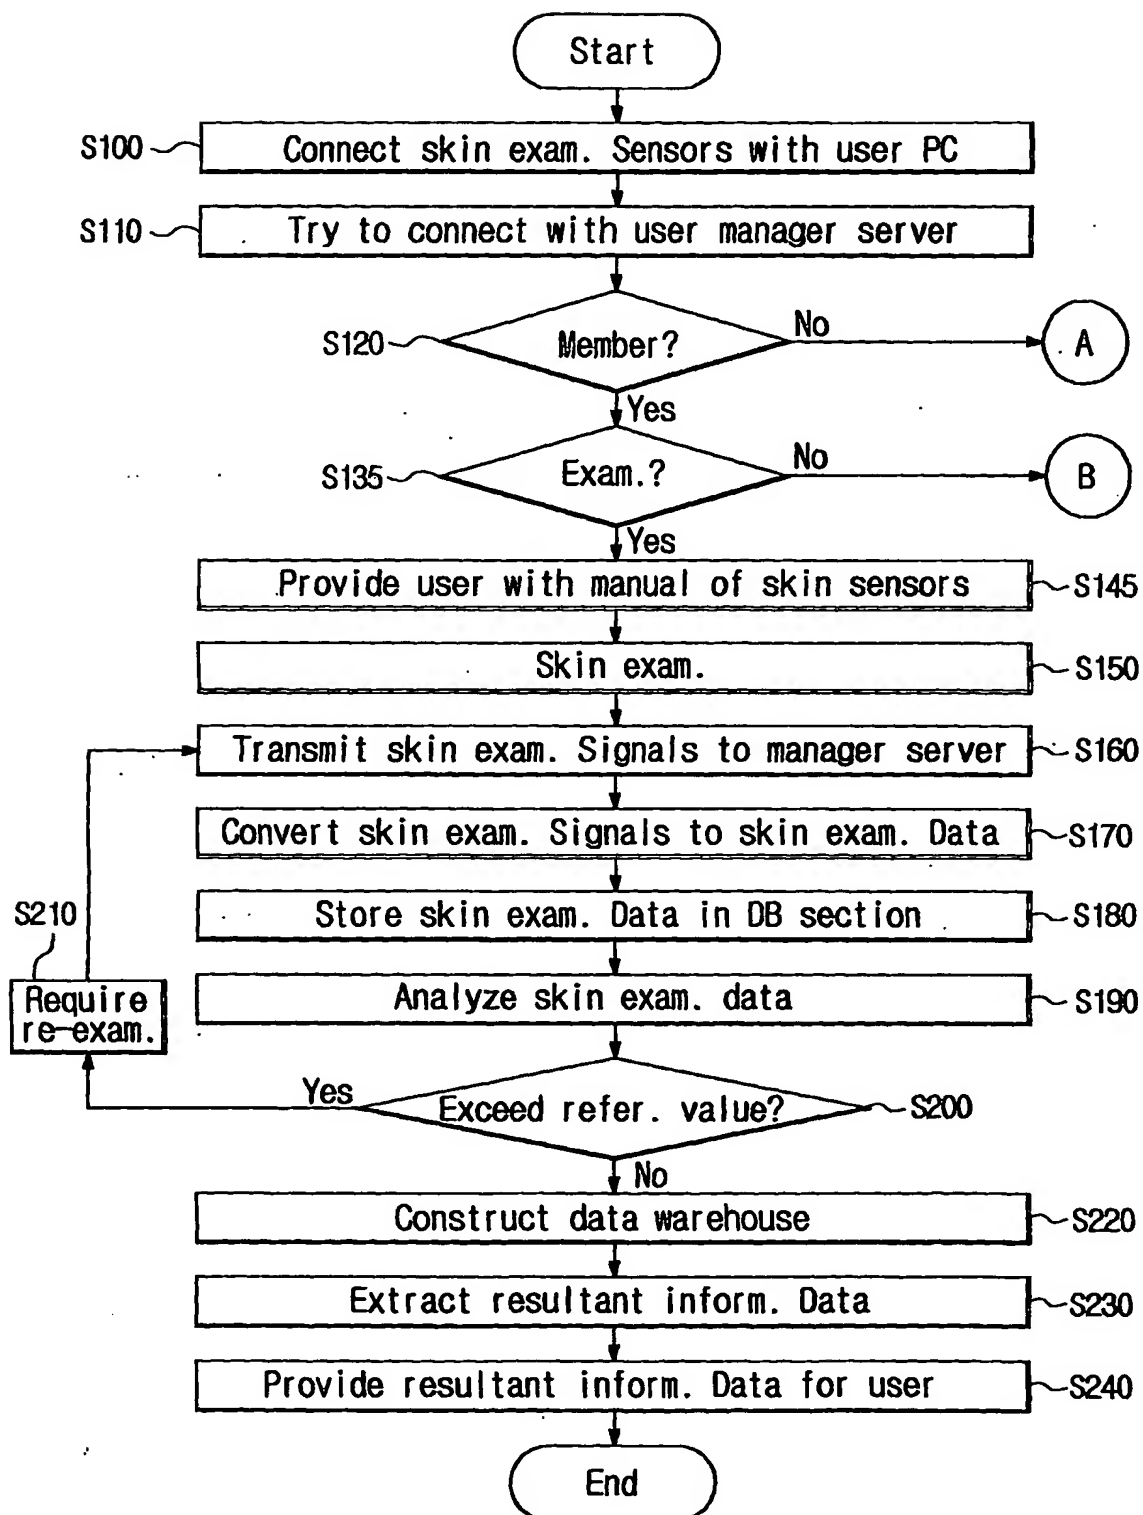 Start
S100
Connect skin exam. Sensors with user PC
S110
Try to connect with user manager server
S120
Member?
No
A
Yes
S135
Exam.?
No
B
Yes
Provide user with manual of skin sensors
S145
Skin exam.
S150
Transmit skin exam. Signals to manager server
S160
Convert skin exam. Signals to skin exam. Data
S170
S210
Store skin exam. Data in DB section
S180
Require
re-exam.
Analyze skin exam. data
S190
Yes
Exceed refer. value?
S200
No
Construct data warehouse
S220
Extract resultant inform. Data
S230
Provide resultant inform. Data for user
S240
End